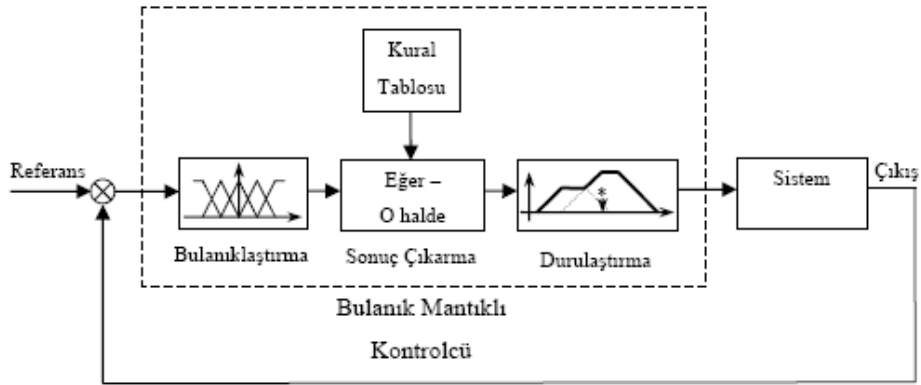 Kural
Tablosu
Referans
Eğer –
O halde
*
Sistem
Çıkış
Bulanıklaştırma
Sonuç Çıkarma
Durulaştırma
Bulanık Mantıklı
Kontrolcü